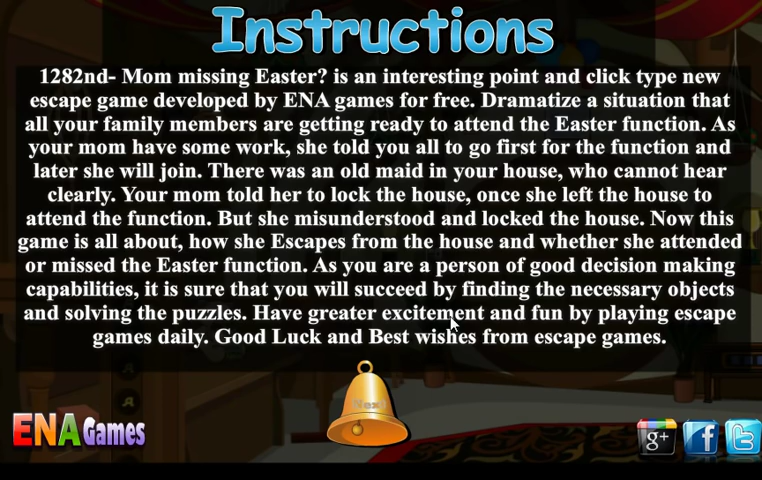 Instructions
1282nd- Mom missing Easter? is an interesting point and click type new
escape game developed by ENA games for free. Dramatize a situation that
all your family members are getting ready to attend the Easter function. As
your mom have some work, she told you all to go first for the function and
later she will join. There was an old maid in your house, who cannot hear
clearly. Your mom told her to lock the house, once she left the house to
attend the function. But she misunderstood and locked the house. Now this
game is all about, how she Escapes from the house and whether she attended
or missed the Easter function. As you are a person of good decision making
capabilities, it is sure that you will succeed by finding the necessary objects
and solving the puzzles. Have greater excitement and fun by playing escape
games daily. Good Luck and Best wishes from escape games.
Next
ENA Games
g+ f t